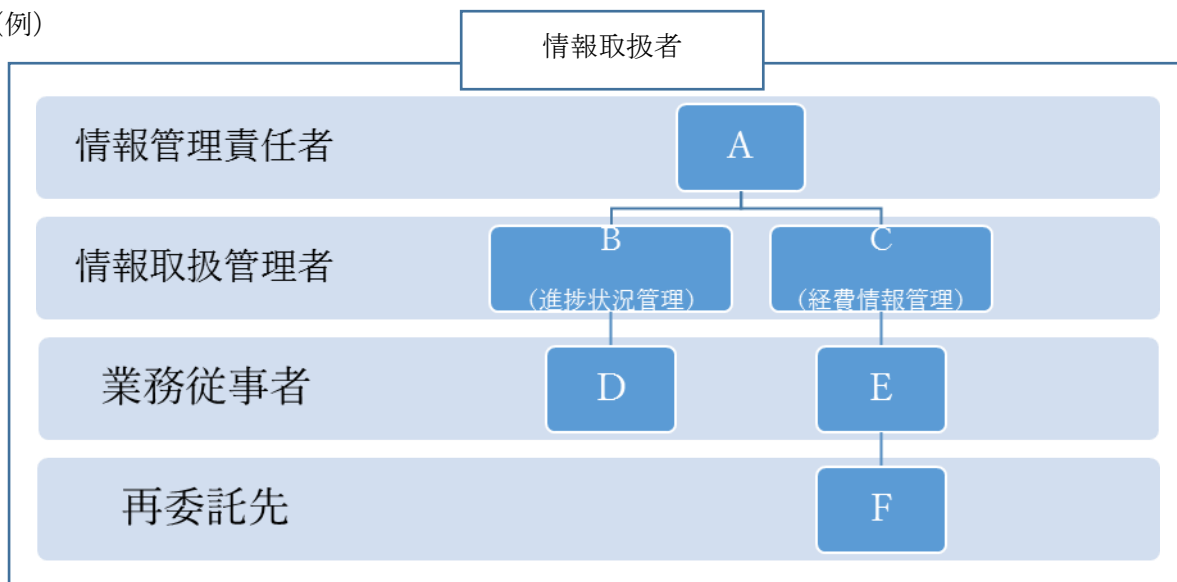 (例)
情報取扱者
情報管理責任者
A
情報取扱管理者
B
(進捗状況管理)
C
(経費情報管理)
業務従事者
D
E
再委託先
F